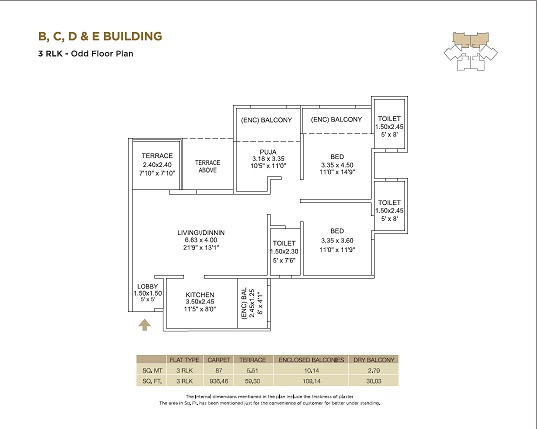 B, C, D & E BUILDING
3 RLK - Odd Floor Plan
(ENC) BALCONY
(ENC) BALCONY
TOILET
1.50x2.45
5' x 8'
TERRACE
2.40x2.40
7'10" x 7'10"
TERRACE
ABOVE
PUJA
3.18 x 3.35
10'5" x 11'0"
BED
3.35 x 4.50
11'0" x 14'9"
TOILET
1.50x2.45
5' x 8'
LIVING\DINNIN
6.63 x 4.00
21'9" x 13'1"
TOILET
1.50x2.30
5' x 7'6"
BED
3.35 x 3.60
11'0" x 11'9"
LOBBY
1.50x1.50
5' x 5'
KITCHEN
3.50x2.45
11'5" x 8'0"
(ENC) BAL
2.45x1.25
8' x 4'1"
FLAT TYPE CARPET TERRACE ENCLOSED BALCONIES DRY BALCONY
SQ. MT 3 RLK 87 5.51 10.14 2.79
SQ. FT. 3 RLK 936.46 59.30 109.14 30.03
The internal dimensions mentioned in the plan include the thickness of plaster
The area in Sq. Ft. has been mentioned just for the convenience of customer for better understanding.